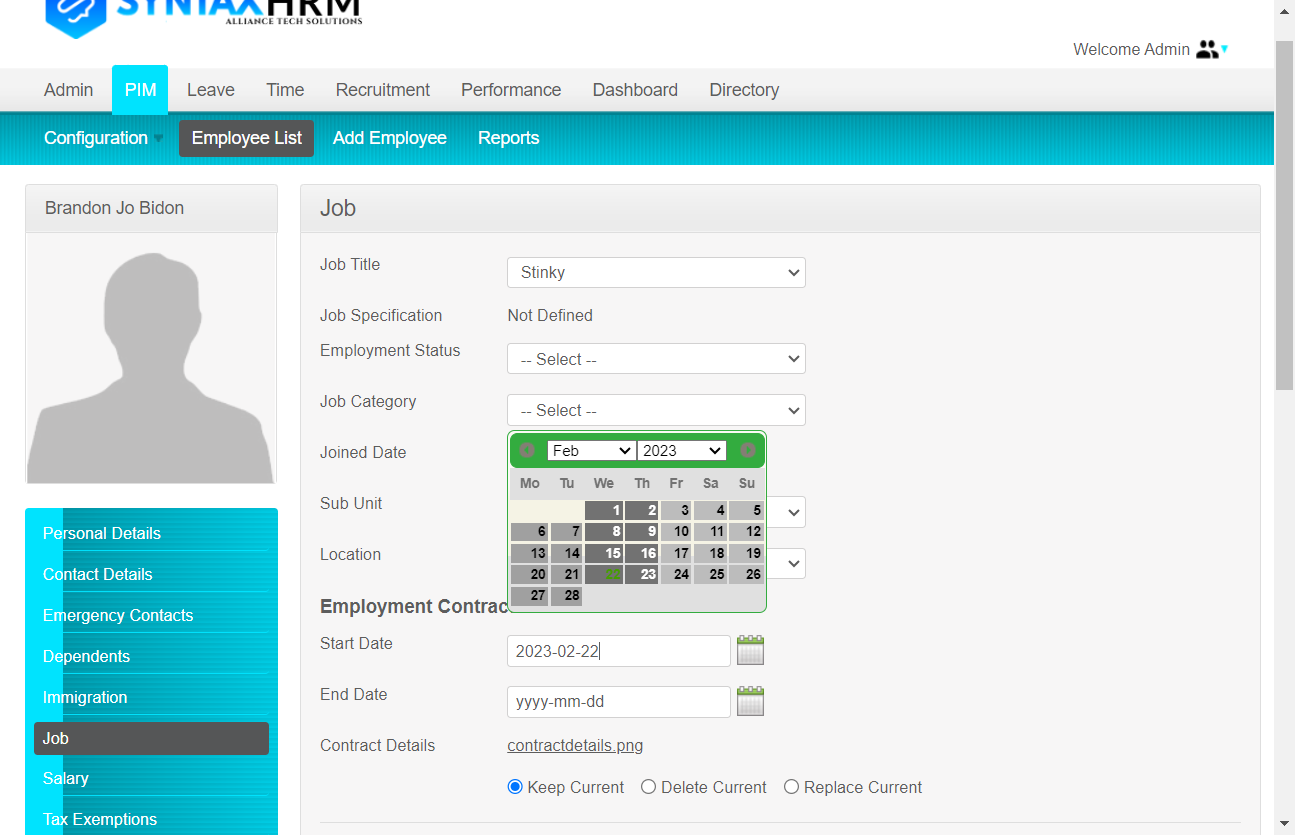 SYNTAXHRM
ALLIANCE TECH SOLUTIONS
Welcome Admin
Admin PIM Leave Time Recruitment Performance Dashboard Directory
Configuration Employee List Add Employee Reports
Brandon Jo Bidon
Personal Details
Contact Details
Emergency Contacts
Dependents
Immigration
Job
Salary
Tax Exemptions
Job
Job Title Stinky
Job Specification Not Defined
Employment Status -- Select --
Job Category -- Select --
Joined Date
Sub Unit
Location
Feb 2023
Mo Tu We Th Fr Sa Su
1 2 3 4 5
6 7 8 9 10 11 12
13 14 15 16 17 18 19
20 21 22 23 24 25 26
27 28
Employment Contrac
Start Date 2023-02-22
End Date yyyy-mm-dd
Contract Details contractdetails.png
Keep Current Delete Current Replace Current